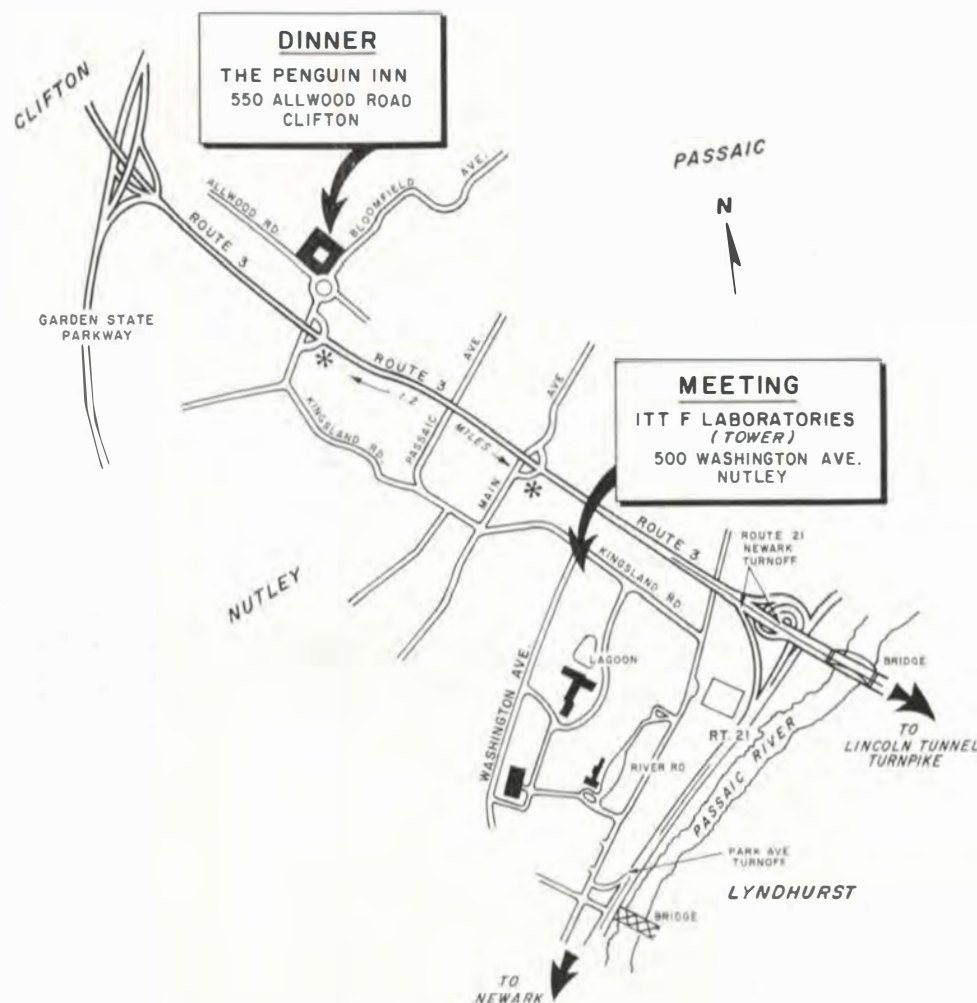 DINNER
THE PENGUIN INN
550 ALLWOOD ROAD
CLIFTON
CLIFTON
PASSAIC
N
ALLWOOD RD.
BLOOMFIELD AVE.
ROUTE 3
GARDEN STATE
PARKWAY
ROUTE 3
1.2 MILES
PASSAIC AVE.
MAIN AVE
KINGSLAND RD.
MEETING
ITT F LABORATORIES
(TOWER)
500 WASHINGTON AVE.
NUTLEY
ROUTE 3
ROUTE 21
NEWARK
TURNOFF
KINGSLAND RD.
NUTLEY
LAGOON
WASHINGTON AVE.
BRIDGE
TO
LINCOLN TUNNEL
TURNPIKE
RT. 21
RIVER RD
PASSAIC RIVER
PARK AVE
TURNOFF
LYNDHURST
BRIDGE
TO
NEWARK